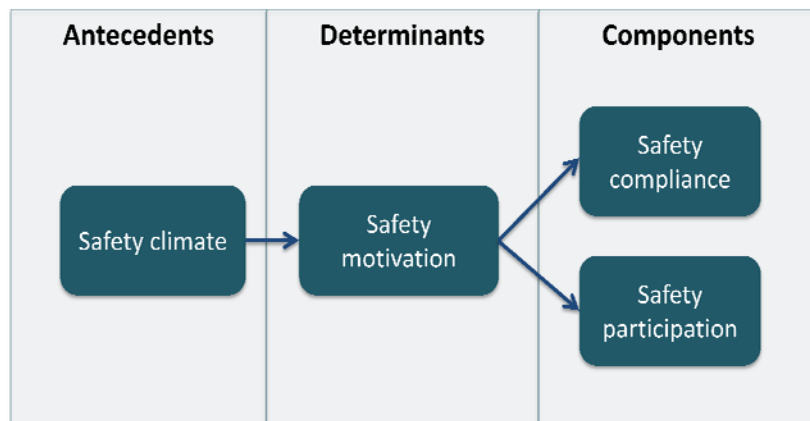 Antecedents
Determinants
Components
Safety climate
Safety
motivation
Safety
compliance
Safety
participation